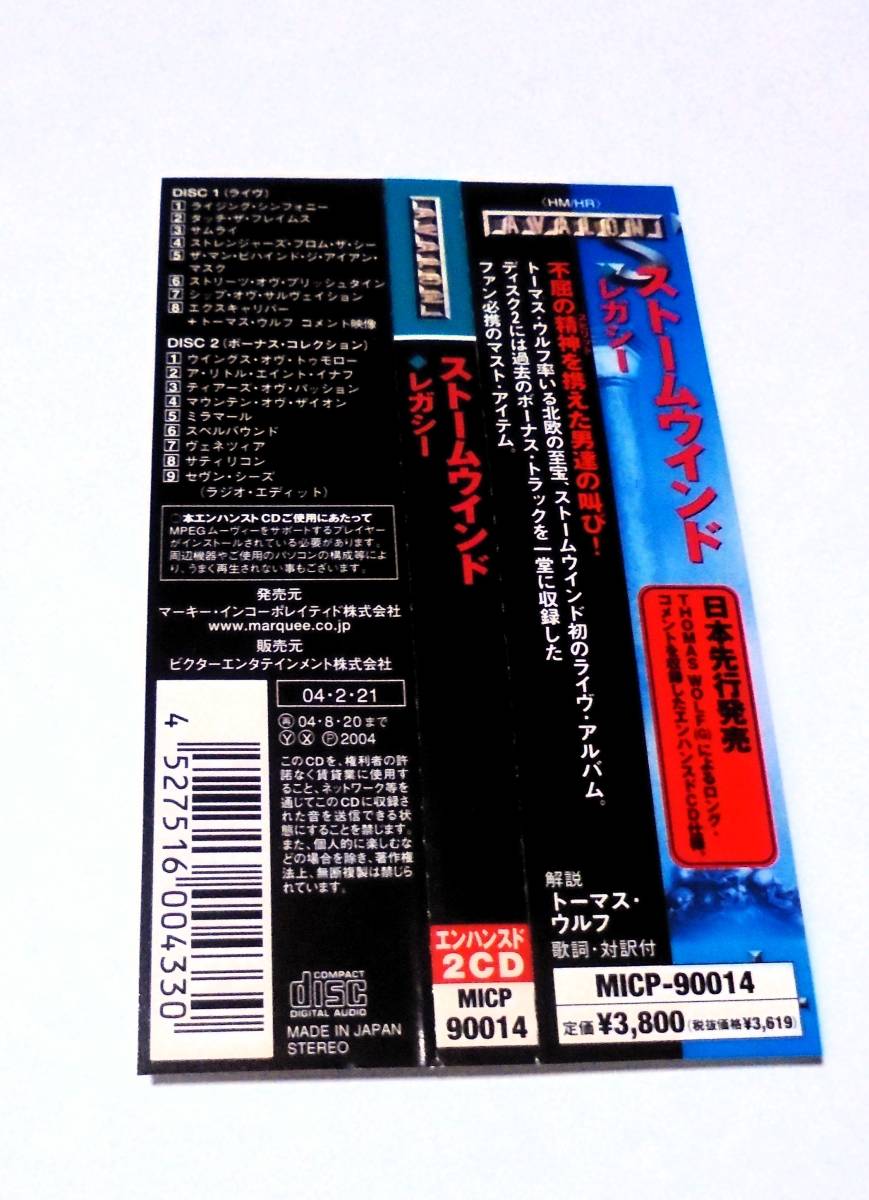 DISC 1 (ライヴ)
1 ライジング・シンフォニー
2 タッチ・ザ・フレイムス
3 サムライ
4 ストレンジャーズ・フロム・ザ・シー
5 ザ・マン・ビハインド・ジ・アイアン・
マスク
6 ストリーツ・オヴ・プリッシュタイン
7 シップ・オヴ・サルヴェイション
8 エクスキャリバー
+トーマス・ウルフ コメント映像
DISC 2 (ボーナス・コレクション)
1 ウイングス・オヴ・トゥモロー
2 ア・リトル・エイント・イナフ
3 ティアーズ・オヴ・パッション
4 マウンテン・オヴ・ザイオン
5 ミラマール
6 スペルバウンド
7 ヴェネツィア
8 サティリコン
9 セヴン・シーズ
(ラジオ・エディット)
本エンハンストCDご使用にあたって
MPEGムーヴィーをサポートするプレイヤー
がインストールされている必要があります。
周辺機器やご使用のパソコンの構成等によ
り、うまく再生されない事もございます。
発売元
マーキー・インコーポレイティド株式会社
www.marquee.co.jp
販売元
ビクターエンタテインメント株式会社
4 527516 004330
04・2・21
再 04・8・20まで
Ⓨ Ⓧ Ⓟ 2004
このCDを、権利者の許
諾なく賃貸業に使用す
ること、ネットワーク等を
通じてこのCDに収録され
た音を送信できる状
態にすることを禁じます。
また、個人的に楽しむな
どの場合を除き、著作権
法上、無断複製は禁じら
れています。
COMPACT
disc
DIGITAL AUDIO
MADE IN JAPAN
STEREO
AVALON
ストームウインド
◆レガシー
エンハンスド
2CD
MICP
90014
〈HM/HR〉
AVALON
ストームウインド
レガシー
不屈の精神を携えた男達の叫び!
スピリット
トーマス・ウルフ率いる北欧の至宝、ストームウインド初のライヴ・アルバム。
ディスク2には過去のボーナス・トラックを一堂に収録した
ファン必携のマスト・アイテム。
日本先行発売
THOMAS WOLF(G)によるロング・
コメントを収録したエンハンスドCD仕様。
解説
トーマス・
ウルフ
歌詞・対訳付
MICP-90014
定価¥3,800(税抜価格¥3,619)